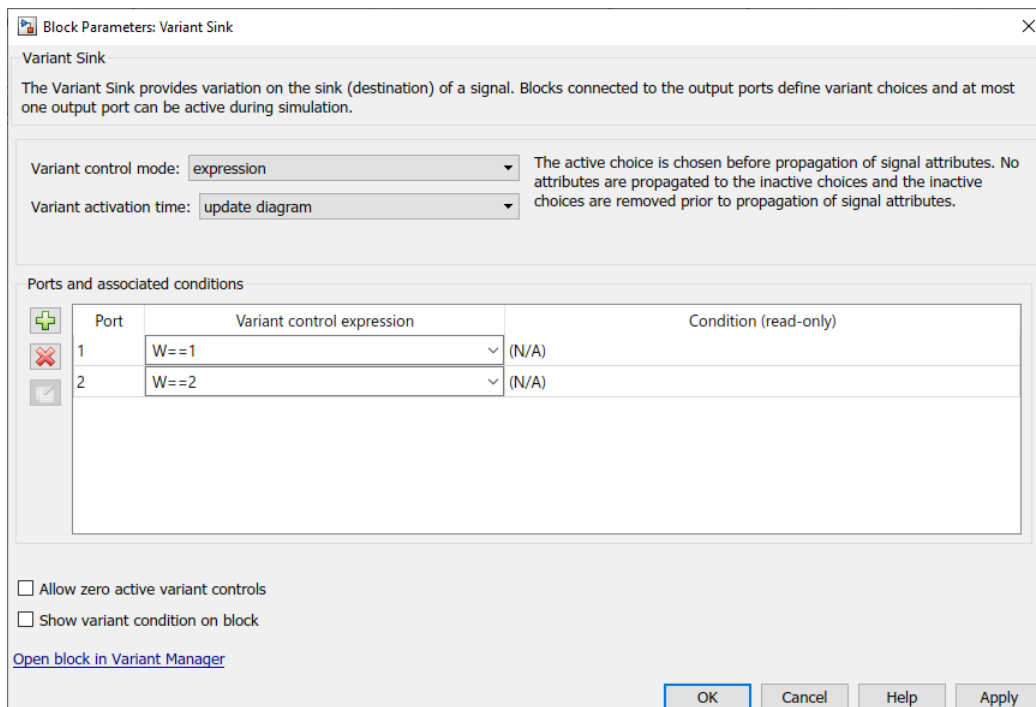 Block Parameters: Variant Sink
Variant Sink
The Variant Sink provides variation on the sink (destination) of a signal. Blocks connected to the output ports define variant choices and at most
one output port can be active during simulation.
Variant control mode: expression
The active choice is chosen before propagation of signal attributes. No
attributes are propagated to the inactive choices and the inactive
choices are removed prior to propagation of signal attributes.
Variant activation time: update diagram
Ports and associated conditions
Port Variant control expression Condition (read-only)
1 W==1 (N/A)
2 W==2 (N/A)
Allow zero active variant controls
Show variant condition on block
Open block in Variant Manager
OK Cancel Help Apply